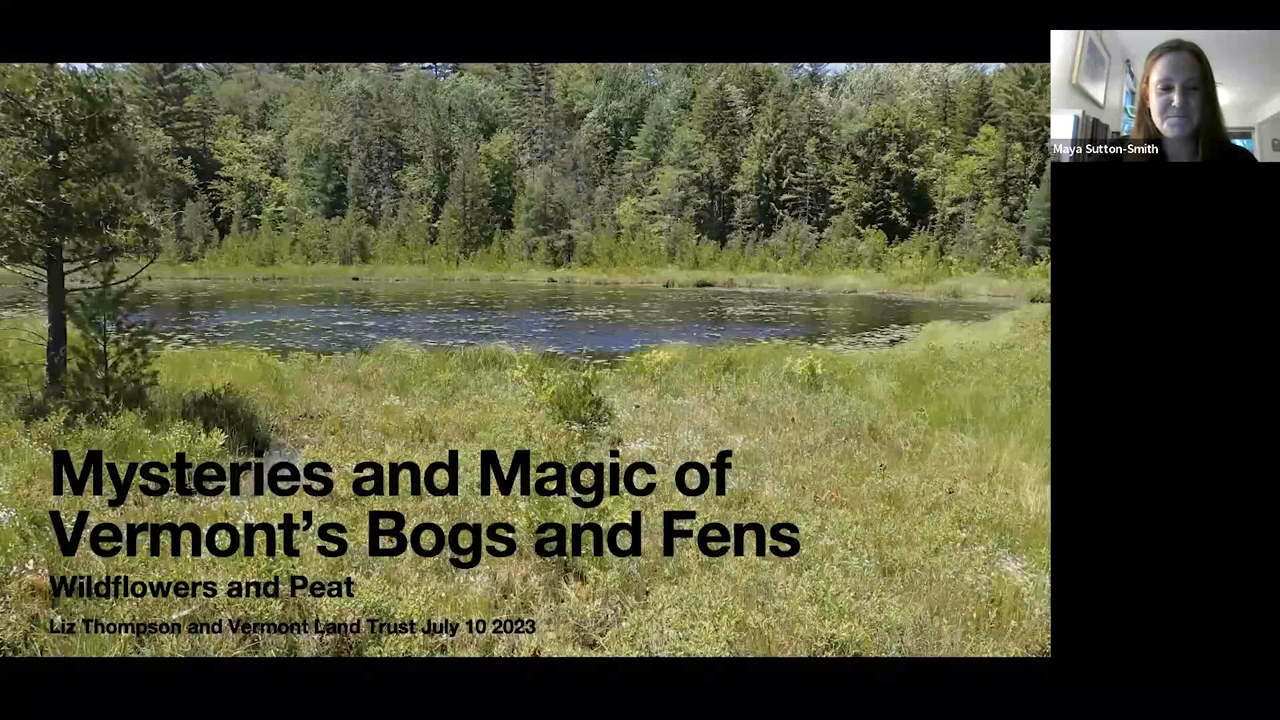 Maya Sutton-Smith
Mysteries and Magic of
Vermont’s Bogs and Fens
Wildflowers and Peat
Liz Thompson and Vermont Land Trust July 10 2023